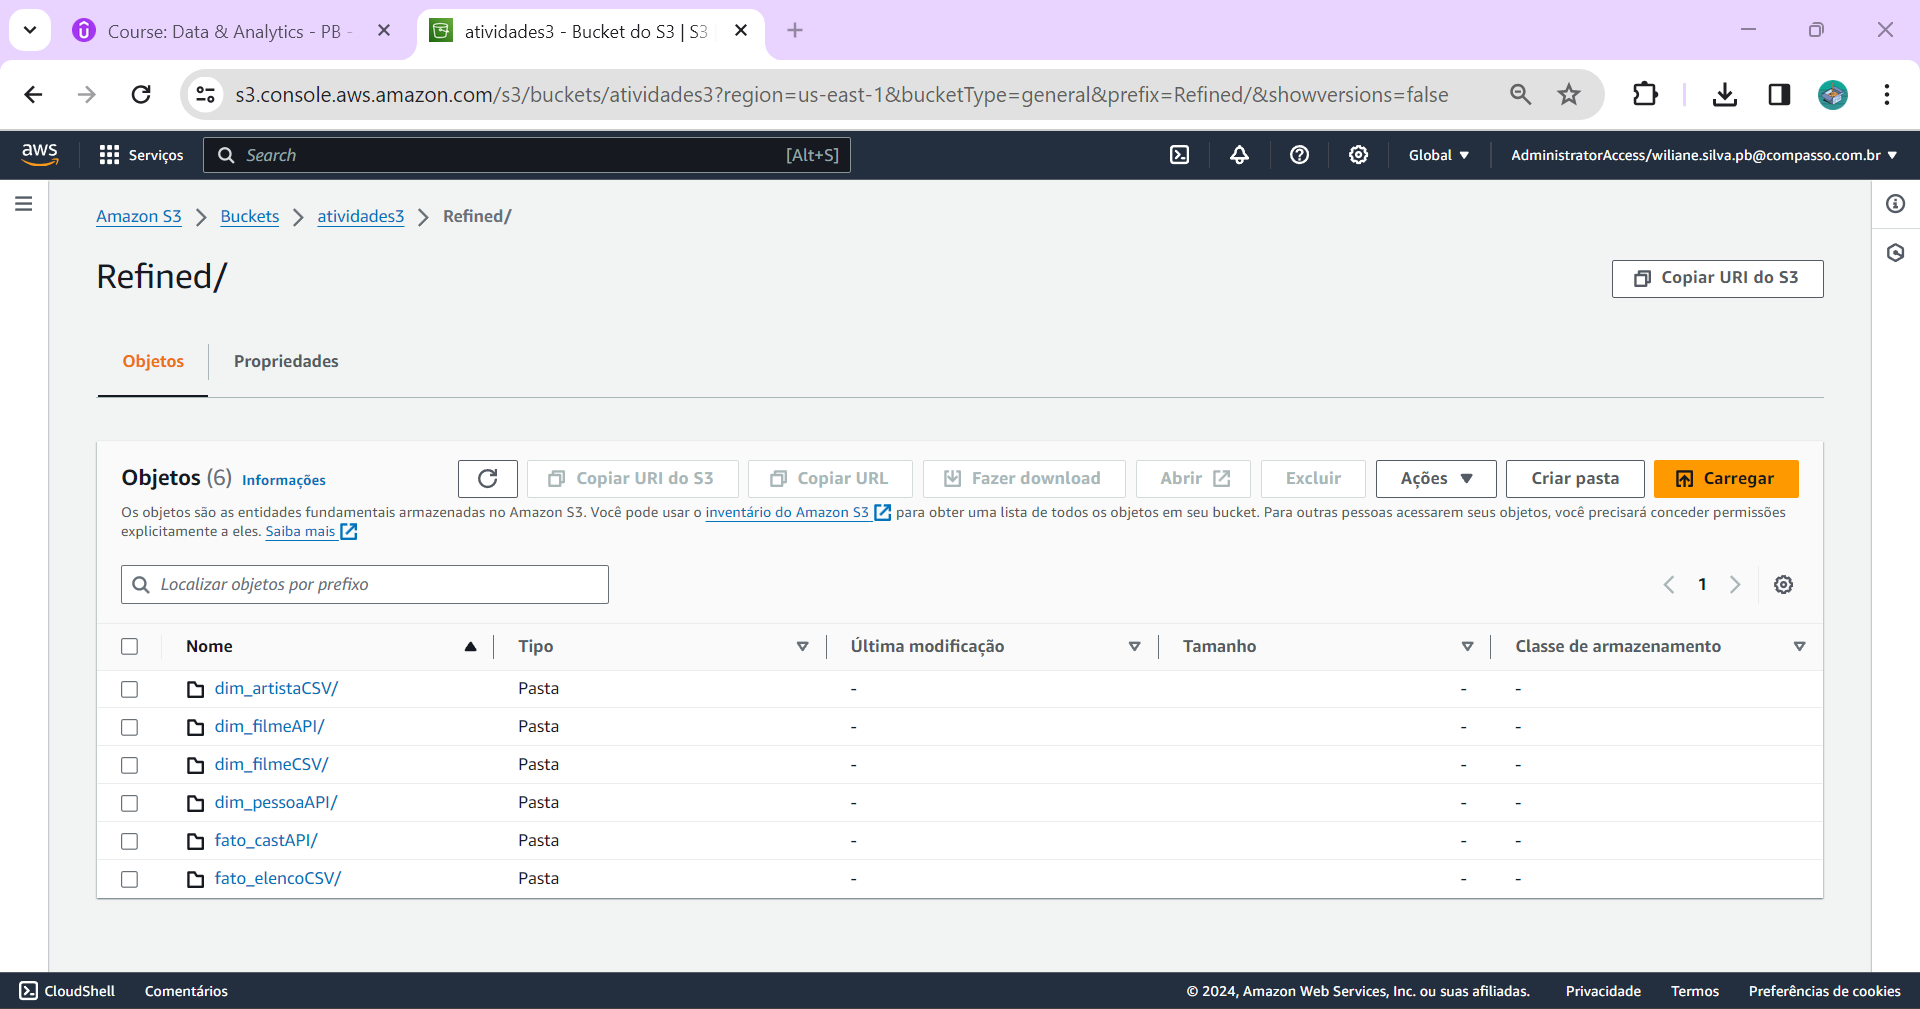 Course: Data & Analytics - PB -
atividades3 - Bucket do S3 | S3
s3.console.aws.amazon.com/s3/buckets/atividades3?region=us-east-1&bucketType=general&prefix=Refined/&showversions=false
aws
Serviços
Search
[Alt+S]
Global
AdministratorAccess/wiliane.silva.pb@compasso.com.br
Amazon S3
Buckets
atividades3
Refined/
Refined/
Copiar URI do S3
Objetos
Propriedades
Objetos (6) Informações
Copiar URI do S3
Copiar URL
Fazer download
Abrir
Excluir
Ações
Criar pasta
Carregar
Os objetos são as entidades fundamentais armazenadas no Amazon S3. Você pode usar o inventário do Amazon S3 para obter uma lista de todos os objetos em seu bucket. Para outras pessoas acessarem seus objetos, você precisará conceder permissões
explicitamente a eles. Saiba mais
Localizar objetos por prefixo
1
Nome Tipo Última modificação Tamanho Classe de armazenamento
dim_artistaCSV/ Pasta - - -
dim_filmeAPI/ Pasta - - -
dim_filmeCSV/ Pasta - - -
dim_pessoaAPI/ Pasta - - -
fato_castAPI/ Pasta - - -
fato_elencoCSV/ Pasta - - -
CloudShell
Comentários
© 2024, Amazon Web Services, Inc. ou suas afiliadas.
Privacidade
Termos
Preferências de cookies